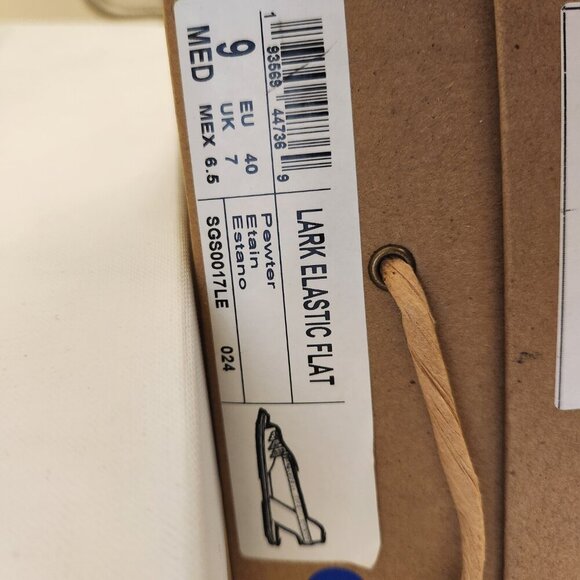 9
MED
EU 40
UK 7
MEX 6.5
1 93569 44736 9
LARK ELASTIC FLAT
Pewter
Etain
Estano
SGS0017LE 024